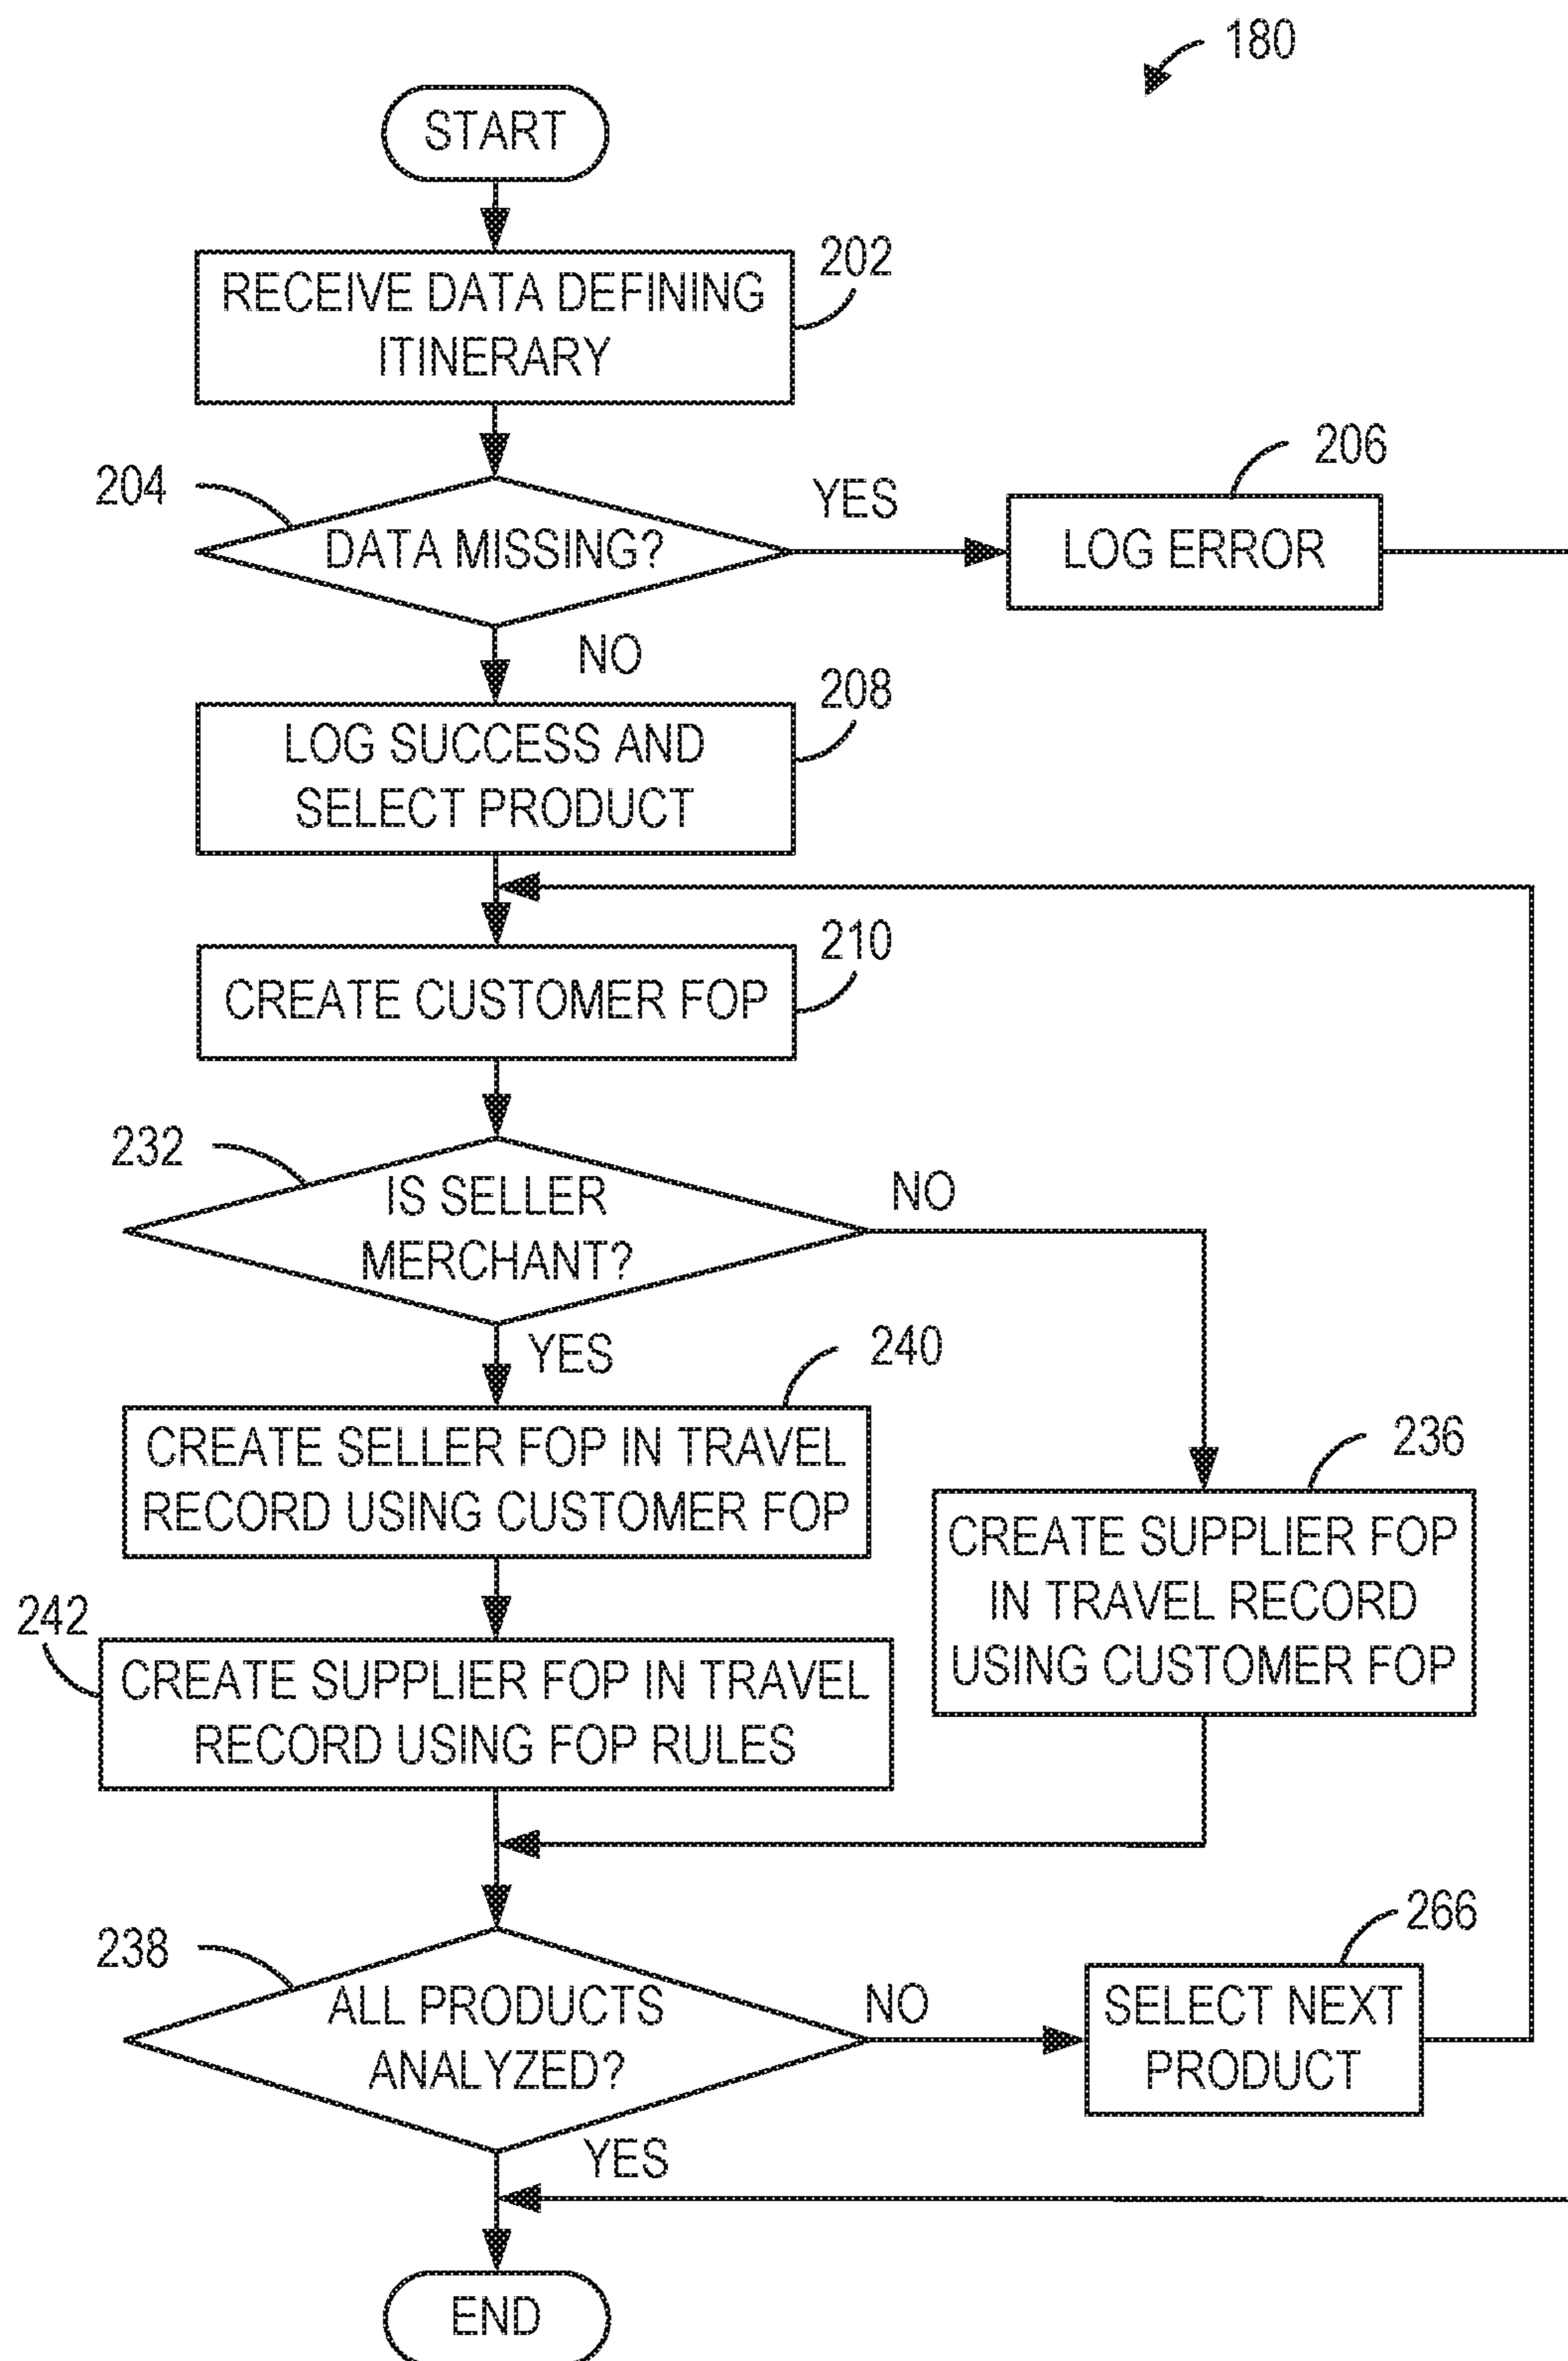 180
START
202
RECEIVE DATA DEFINING
ITINERARY
204
DATA MISSING?
YES
206
LOG ERROR
NO
208
LOG SUCCESS AND
SELECT PRODUCT
210
CREATE CUSTOMER FOP
232
IS SELLER
MERCHANT?
NO
YES
240
CREATE SELLER FOP IN TRAVEL
RECORD USING CUSTOMER FOP
236
CREATE SUPPLIER FOP
IN TRAVEL RECORD
USING CUSTOMER FOP
242
CREATE SUPPLIER FOP IN TRAVEL
RECORD USING FOP RULES
238
ALL PRODUCTS
ANALYZED?
NO
266
SELECT NEXT
PRODUCT
YES
END